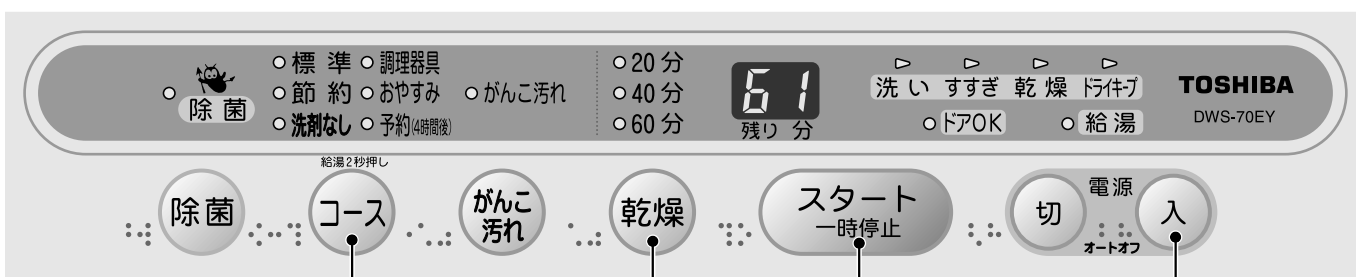 標準 調理器具 20分
除菌 節約 おやすみ がんこ汚れ 40分
洗剤なし 予約(4時間後) 60分
61
残り 分
洗い すすぎ 乾燥 ドライキープ
ドアOK 給湯
TOSHIBA
DWS-70EY
給湯2秒押し
除菌
コース
がんこ
汚れ
乾燥
スタート
一時停止
電源
切 入
オートオフ